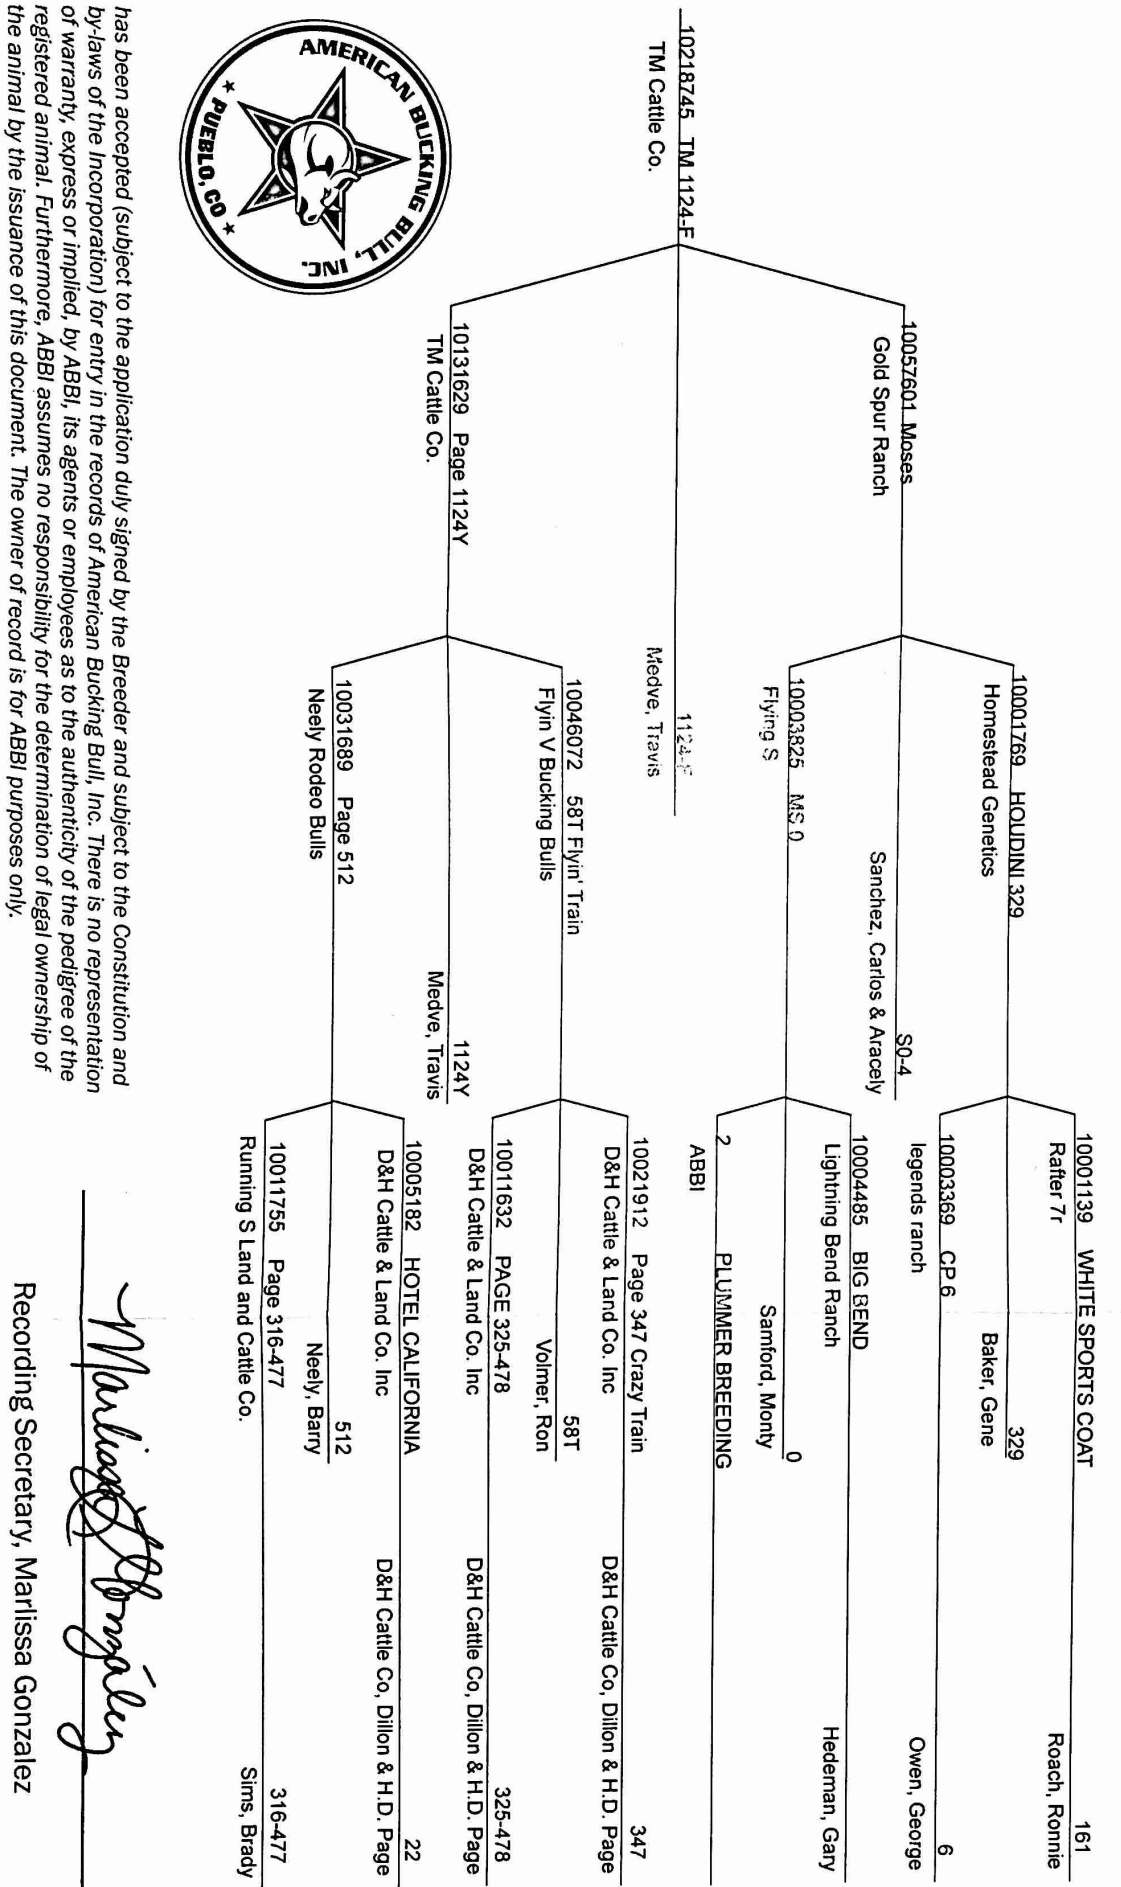 10001139 WHITE SPORTS COAT
161
Rafter 7r
Roach, Ronnie
10001769 HOUDINI 329
329
Homestead Genetics
Baker, Gene
10003369 CP 6
6
legends ranch
Owen, George
10057601 Moses
S0-4
Gold Spur Ranch
Sanchez, Carlos & Aracely
10004485 BIG BEND
Lightning Bend Ranch
Hedeman, Gary
10003825 MS 0
0
Flying S
Samford, Monty
2 PLUMMER BREEDING
ABBI
10218745 TM 1124-F
1124-F
TM Cattle Co.
Medve, Travis
10021912 Page 347 Crazy Train
347
D&H Cattle & Land Co. Inc
D&H Cattle Co, Dillon & H.D. Page
10046072 58T Flyin' Train
58T
Flyin V Bucking Bulls
Volmer, Ron
10011632 PAGE 325-478
325-478
D&H Cattle & Land Co. Inc
D&H Cattle Co, Dillon & H.D. Page
10131629 Page 1124Y
1124Y
TM Cattle Co.
Medve, Travis
10005182 HOTEL CALIFORNIA
22
D&H Cattle & Land Co. Inc
D&H Cattle Co, Dillon & H.D. Page
10031689 Page 512
512
Neely Rodeo Bulls
Neely, Barry
10011755 Page 316-477
316-477
Running S Land and Cattle Co.
Sims, Brady
AMERICAN BUCKING BULL, INC.
★ PUEBLO, CO ★
has been accepted (subject to the application duly signed by the Breeder and subject to the Constitution and
by-laws of the Incorporation) for entry in the records of American Bucking Bull, Inc. There is no representation
of warranty, express or implied, by ABBI, its agents or employees as to the authenticity of the pedigree of the
registered animal. Furthermore, ABBI assumes no responsibility for the determination of legal ownership of
the animal by the issuance of this document. The owner of record is for ABBI purposes only.
Marlissa Gonzalez
Recording Secretary, Marlissa Gonzalez